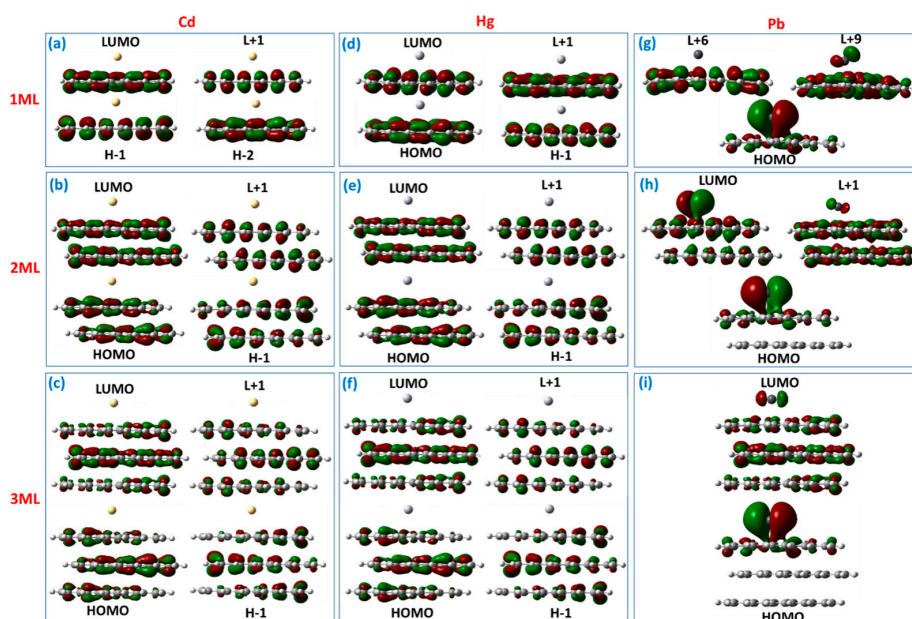 Cd
Hg
Pb
1ML
(a)
LUMO
L+1
H-1
H-2
(d)
LUMO
L+1
HOMO
H-1
(g)
L+6
L+9
HOMO
2ML
(b)
LUMO
L+1
HOMO
H-1
(e)
LUMO
L+1
HOMO
H-1
(h)
LUMO
L+1
HOMO
3ML
(c)
LUMO
L+1
HOMO
H-1
(f)
LUMO
L+1
HOMO
H-1
(i)
LUMO
HOMO